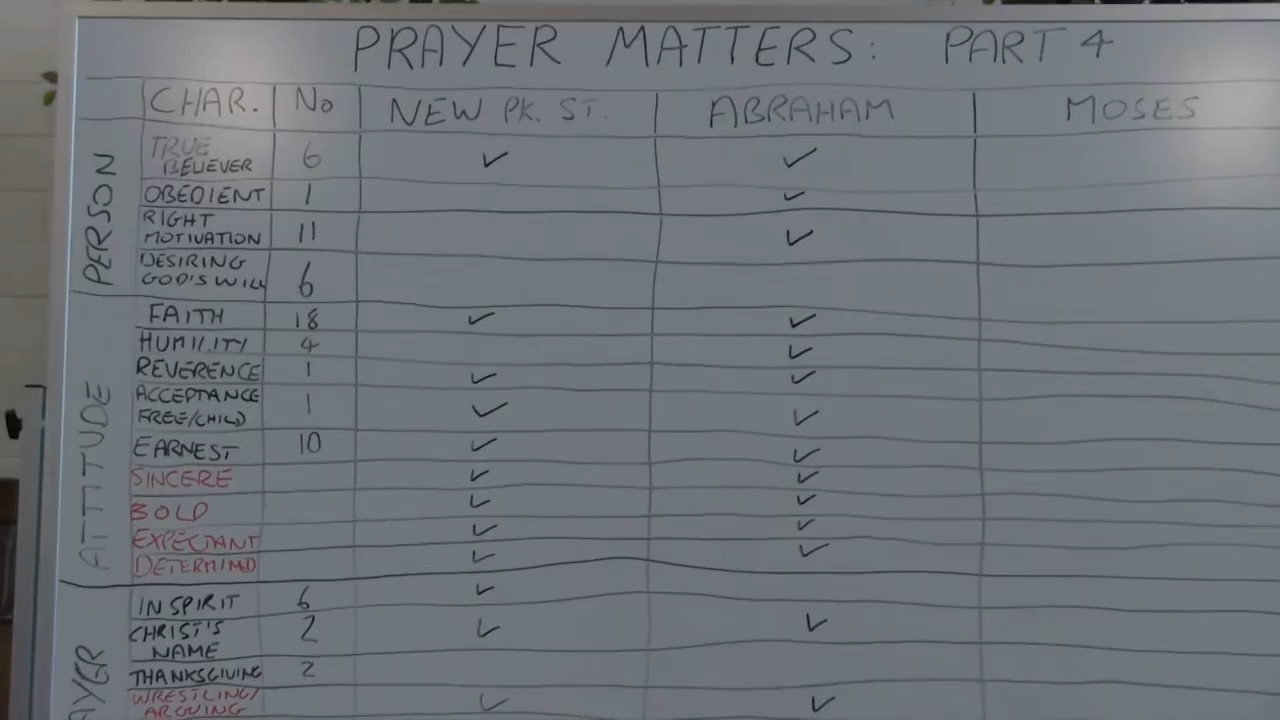 PRAYER MATTERS: PART 4
CHAR. No NEW PK. ST. ABRAHAM MOSES
PERSON
TRUE
BELIEVER 6 ✓ ✓
OBEDIENT 1 ✓
RIGHT
MOTIVATION 11 ✓
DESIRING
GOD'S WILL 6
ATTITUDE
FAITH 18 ✓ ✓
HUMILITY 4 ✓
REVERENCE 1 ✓ ✓
ACCEPTANCE
FREE/CHILD 1 ✓ ✓
EARNEST 10 ✓ ✓
SINCERE ✓ ✓
BOLD ✓ ✓
EXPECTANT ✓ ✓
DETERMIND ✓ ✓
AYER
IN SPIRIT 6 ✓
CHRIST'S
NAME 2 ✓ ✓
THANKSGIVING 2
WRESTLING/
ARGUING ✓ ✓